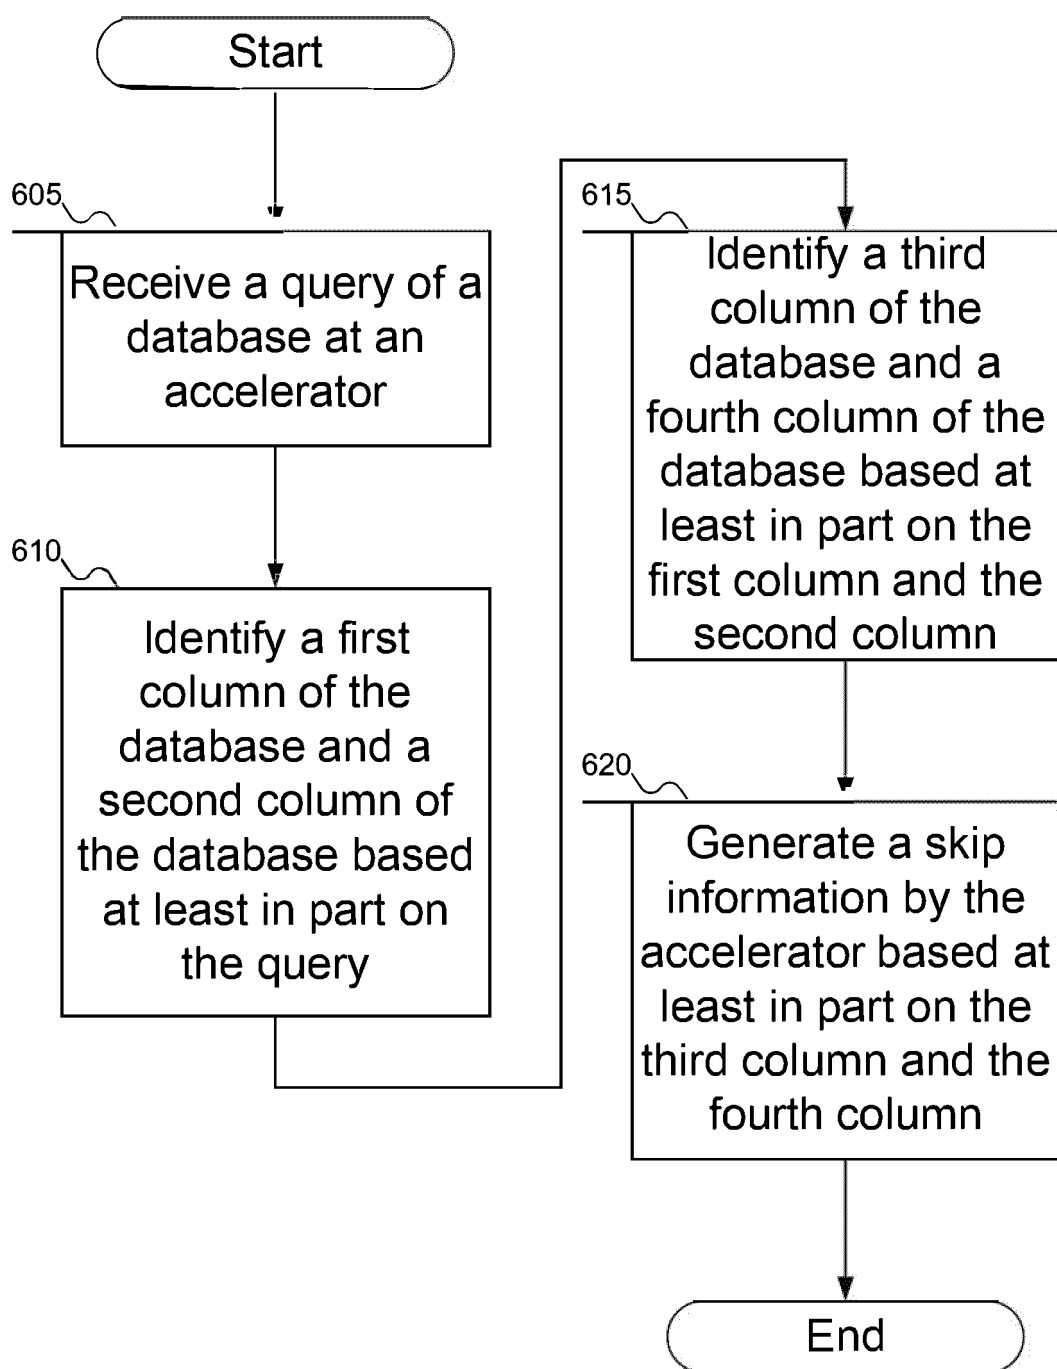 Start
605
Receive a query of a
database at an
accelerator
610
Identify a first
column of the
database and a
second column of
the database based
at least in part on
the query
615
Identify a third
column of the
database and a
fourth column of the
database based at
least in part on the
first column and the
second column
620
Generate a skip
information by the
accelerator based at
least in part on the
third column and the
fourth column
End